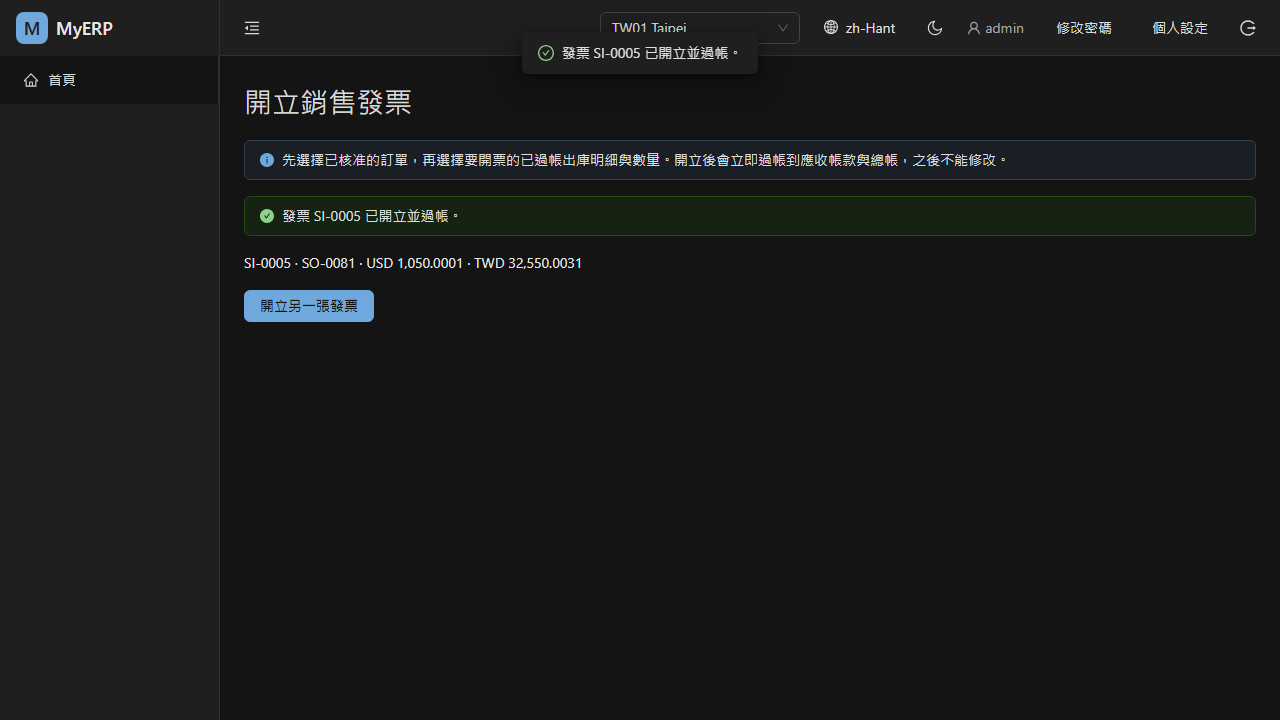 M MyERP
TW01 Taipei
zh-Hant
admin
修改密碼
個人設定
發票 SI-0005 已開立並過帳。
首頁
開立銷售發票
先選擇已核准的訂單，再選擇要開票的已過帳出庫明細與數量。開立後會立即過帳到應收帳款與總帳，之後不能修改。
發票 SI-0005 已開立並過帳。
SI-0005 · SO-0081 · USD 1,050.0001 · TWD 32,550.0031
開立另一張發票